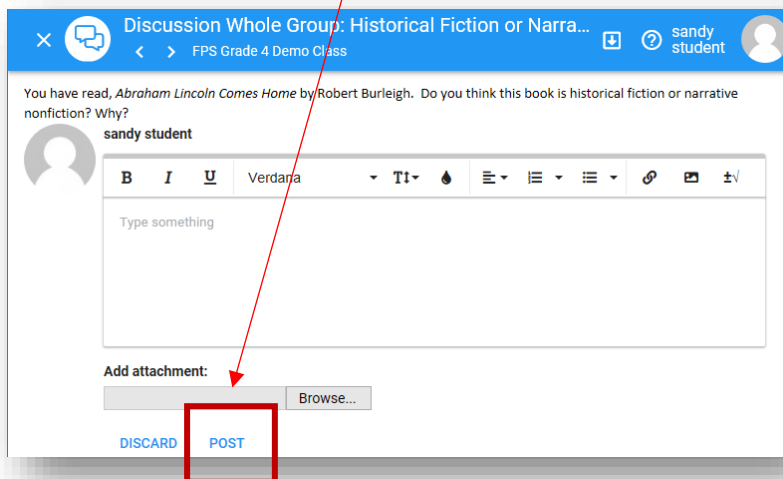 Discussion Whole Group: Historical Fiction or Narra...
FPS Grade 4 Demo Class
sandy student
You have read, Abraham Lincoln Comes Home by Robert Burleigh. Do you think this book is historical fiction or narrative
nonfiction? Why?
sandy student
B I U Verdana
Type something
Add attachment:
Browse...
DISCARD POST